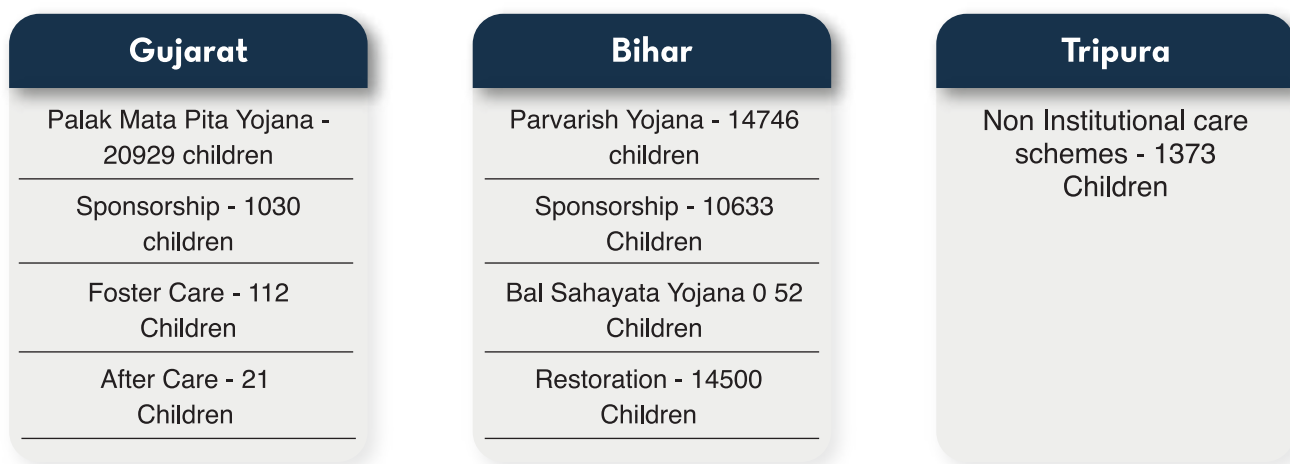 Gujarat
Palak Mata Pita Yojana -
20929 children
Sponsorship - 1030
children
Foster Care - 112
Children
After Care - 21
Children
Bihar
Parvarish Yojana - 14746
children
Sponsorship - 10633
Children
Bal Sahayata Yojana 0 52
Children
Restoration - 14500
Children
Tripura
Non Institutional care
schemes - 1373
Children